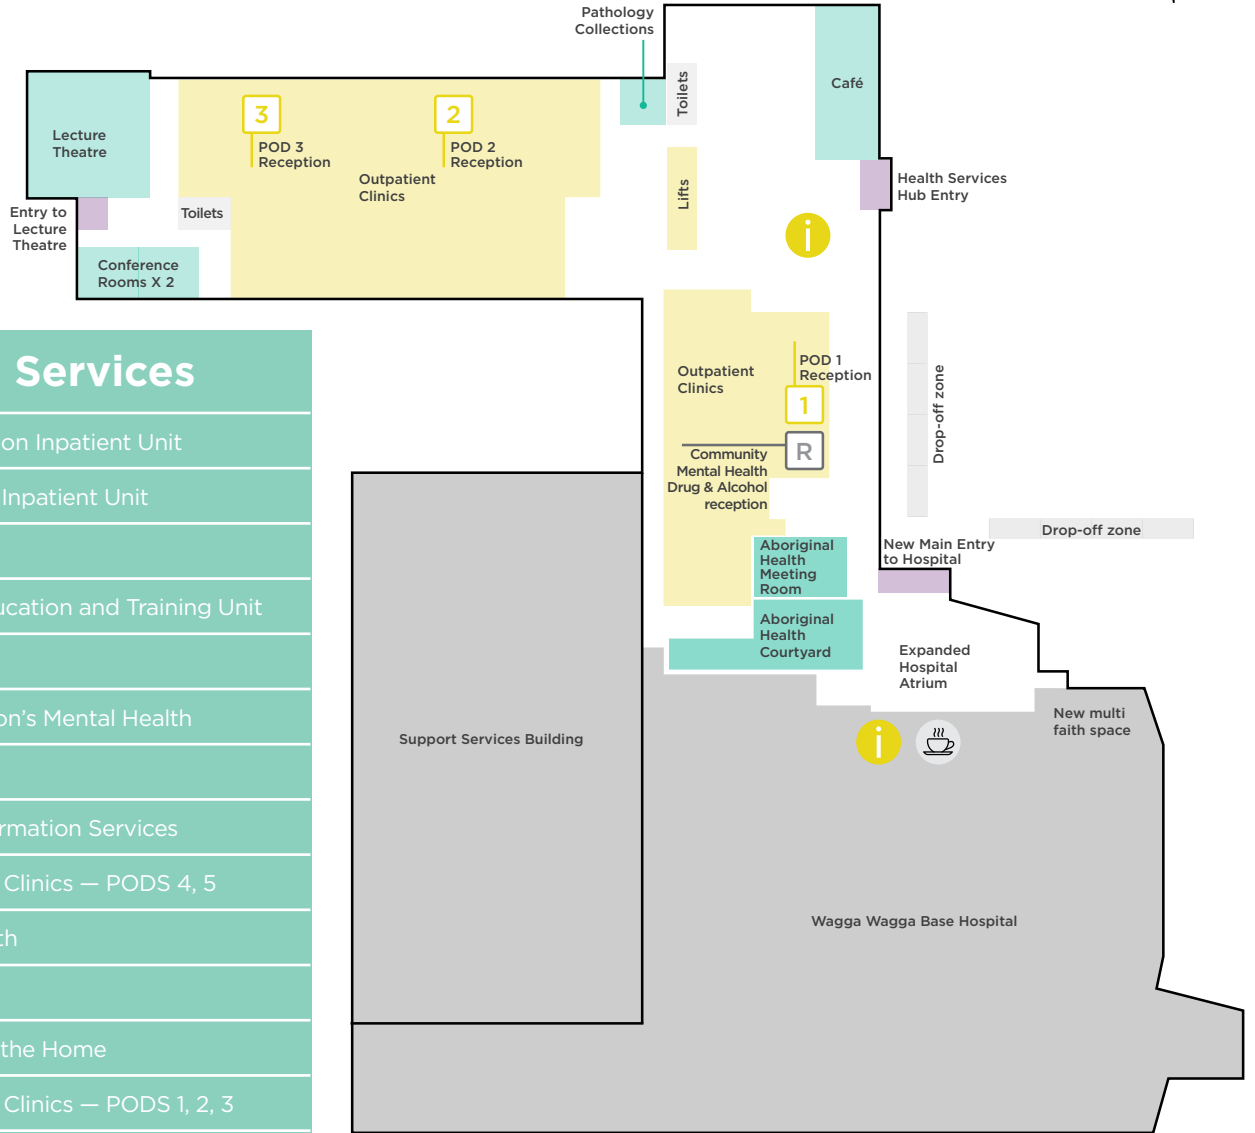 Pathology
Collections
Toilets
Café
Lecture
Theatre
3
POD 3
Reception
2
POD 2
Reception
Outpatient
Clinics
Lifts
Health Services
Hub Entry
Entry to
Lecture
Theatre
Toilets
i
Conference
Rooms X 2
Services
on Inpatient Unit
Inpatient Unit
ucation and Training Unit
on's Mental Health
rmation Services
Clinics — PODS 4, 5
th
the Home
Clinics — PODS 1, 2, 3
Outpatient
Clinics
POD 1
Reception
1
R
Community
Mental Health
Drug & Alcohol
reception
Drop-off zone
Drop-off zone
New Main Entry
to Hospital
Aboriginal
Health
Meeting
Room
Aboriginal
Health
Courtyard
Expanded
Hospital
Atrium
New multi
faith space
i
Support Services Building
Wagga Wagga Base Hospital